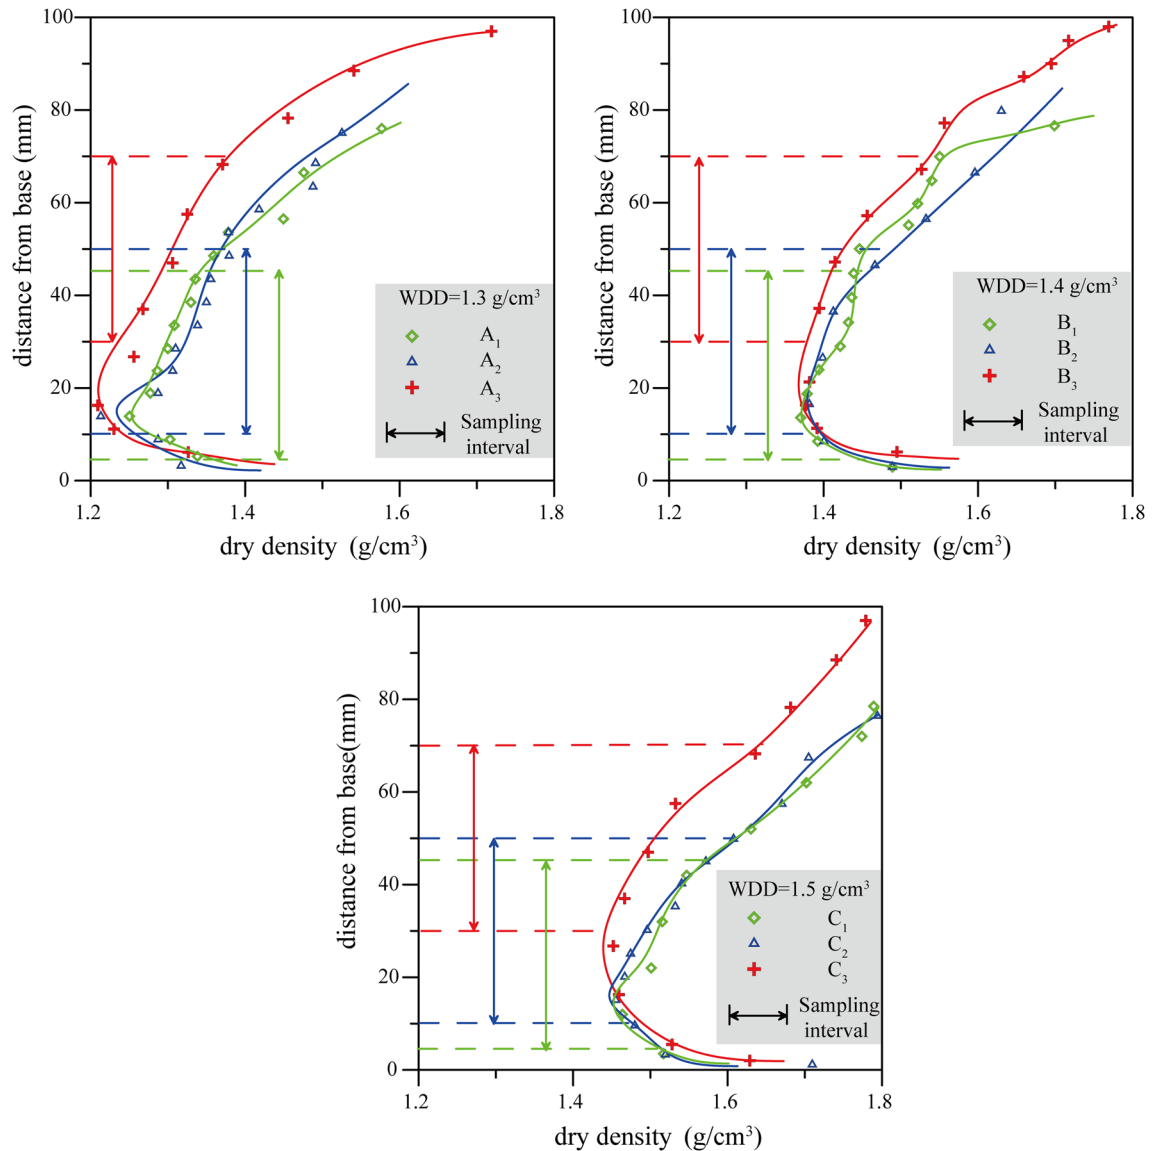 distance from base (mm)
100
80
60
40
20
0
WDD=1.3 g/cm³
A₁
A₂
A₃
Sampling
interval
1.2
1.4
1.6
1.8
dry density (g/cm³)
distance from base (mm)
100
80
60
40
20
0
WDD=1.4 g/cm³
B₁
B₂
B₃
Sampling
interval
1.2
1.4
1.6
1.8
dry density (g/cm³)
distance from base(mm)
100
80
60
40
20
0
WDD=1.5 g/cm³
C₁
C₂
C₃
Sampling
interval
1.2
1.4
1.6
1.8
dry density (g/cm³)